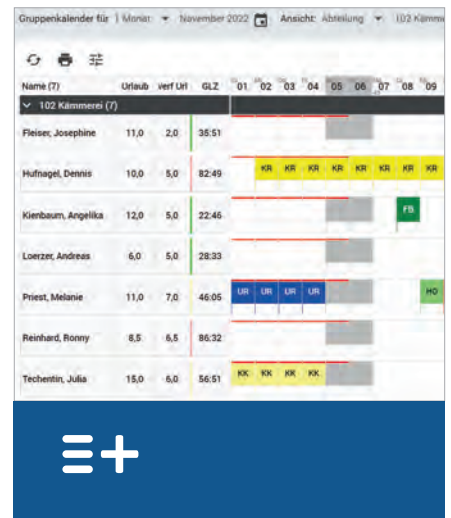 Gruppenkalender für 1 Monat November 2022 Ansicht: Abteilung 102 Kämme
Name (7) Urlaub verf Url GLZ 01 02 03 04 05 06 07 08 09
102 Kämmerei (7)
Fleiser, Josephine 11,0 2,0 35:51
Hufnagel, Dennis 10,0 5,0 82:49 KR KR KR KR KR KR KR KR
Kienbaum, Angelika 12,0 5,0 22:46 FB
Loerzer, Andreas 6,0 5,0 28:33
Priest, Melanie 11,0 7,0 46:05 UR UR UR UR HO
Reinhard, Ronny 8,5 6,5 86:32
Techentin, Julia 15,0 6,0 56:51 KK KK KK KK